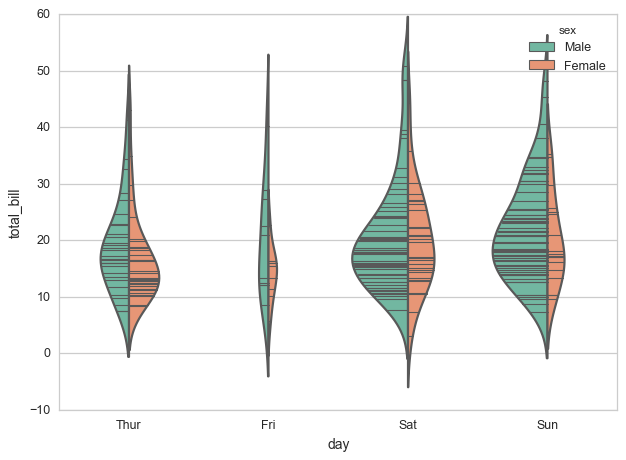 60
50
40
30
20
10
0
−10
total_bill
sex
Male
Female
Thur
Fri
Sat
Sun
day